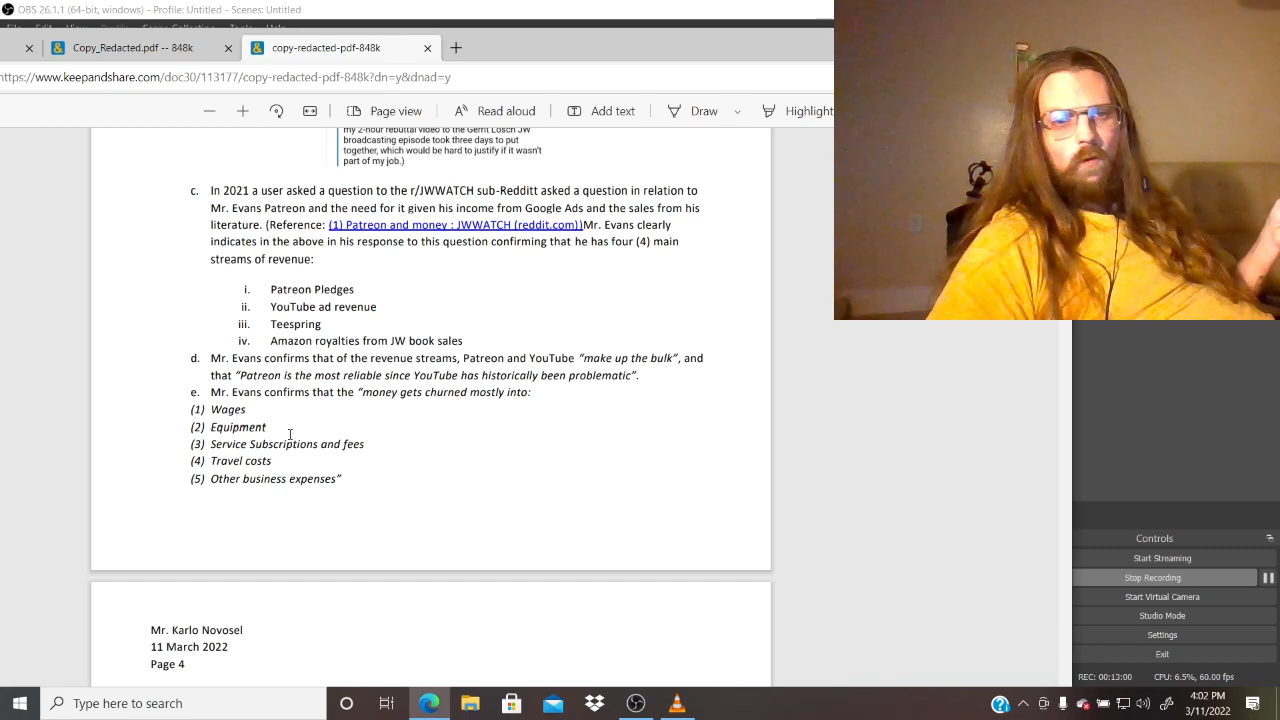 OBS 26.1.1 (64-bit, windows) - Profile: Untitled - Scenes: Untitled
Copy_Redacted.pdf -- 848k
copy-redacted-pdf-848k
https://www.keepandshare.com/doc30/113177/copy-redacted-pdf-848k?dn=y&dnad=y
Page view
Read aloud
Add text
Draw
Highlight
my 2-hour rebuttal video to the Gerrit Losch JW
broadcasting episode took three days to put
together, which would be hard to justify if it wasn't
part of my job.)
c. In 2021 a user asked a question to the r/JWWATCH sub-Redditt asked a question in relation to
Mr. Evans Patreon and the need for it given his income from Google Ads and the sales from his
literature. (Reference: (1) Patreon and money : JWWATCH (reddit.com))Mr. Evans clearly
indicates in the above in his response to this question confirming that he has four (4) main
streams of revenue:
i. Patreon Pledges
ii. YouTube ad revenue
iii. Teespring
iv. Amazon royalties from JW book sales
d. Mr. Evans confirms that of the revenue streams, Patreon and YouTube “make up the bulk”, and
that “Patreon is the most reliable since YouTube has historically been problematic”.
e. Mr. Evans confirms that the “money gets churned mostly into:
(1) Wages
(2) Equipment
(3) Service Subscriptions and fees
(4) Travel costs
(5) Other business expenses”
Mr. Karlo Novosel
11 March 2022
Page 4
Controls
Start Streaming
Stop Recording
Start Virtual Camera
Studio Mode
Settings
Exit
REC: 00:13:00
CPU: 6.5%, 60.00 fps
Type here to search
4:02 PM
3/11/2022